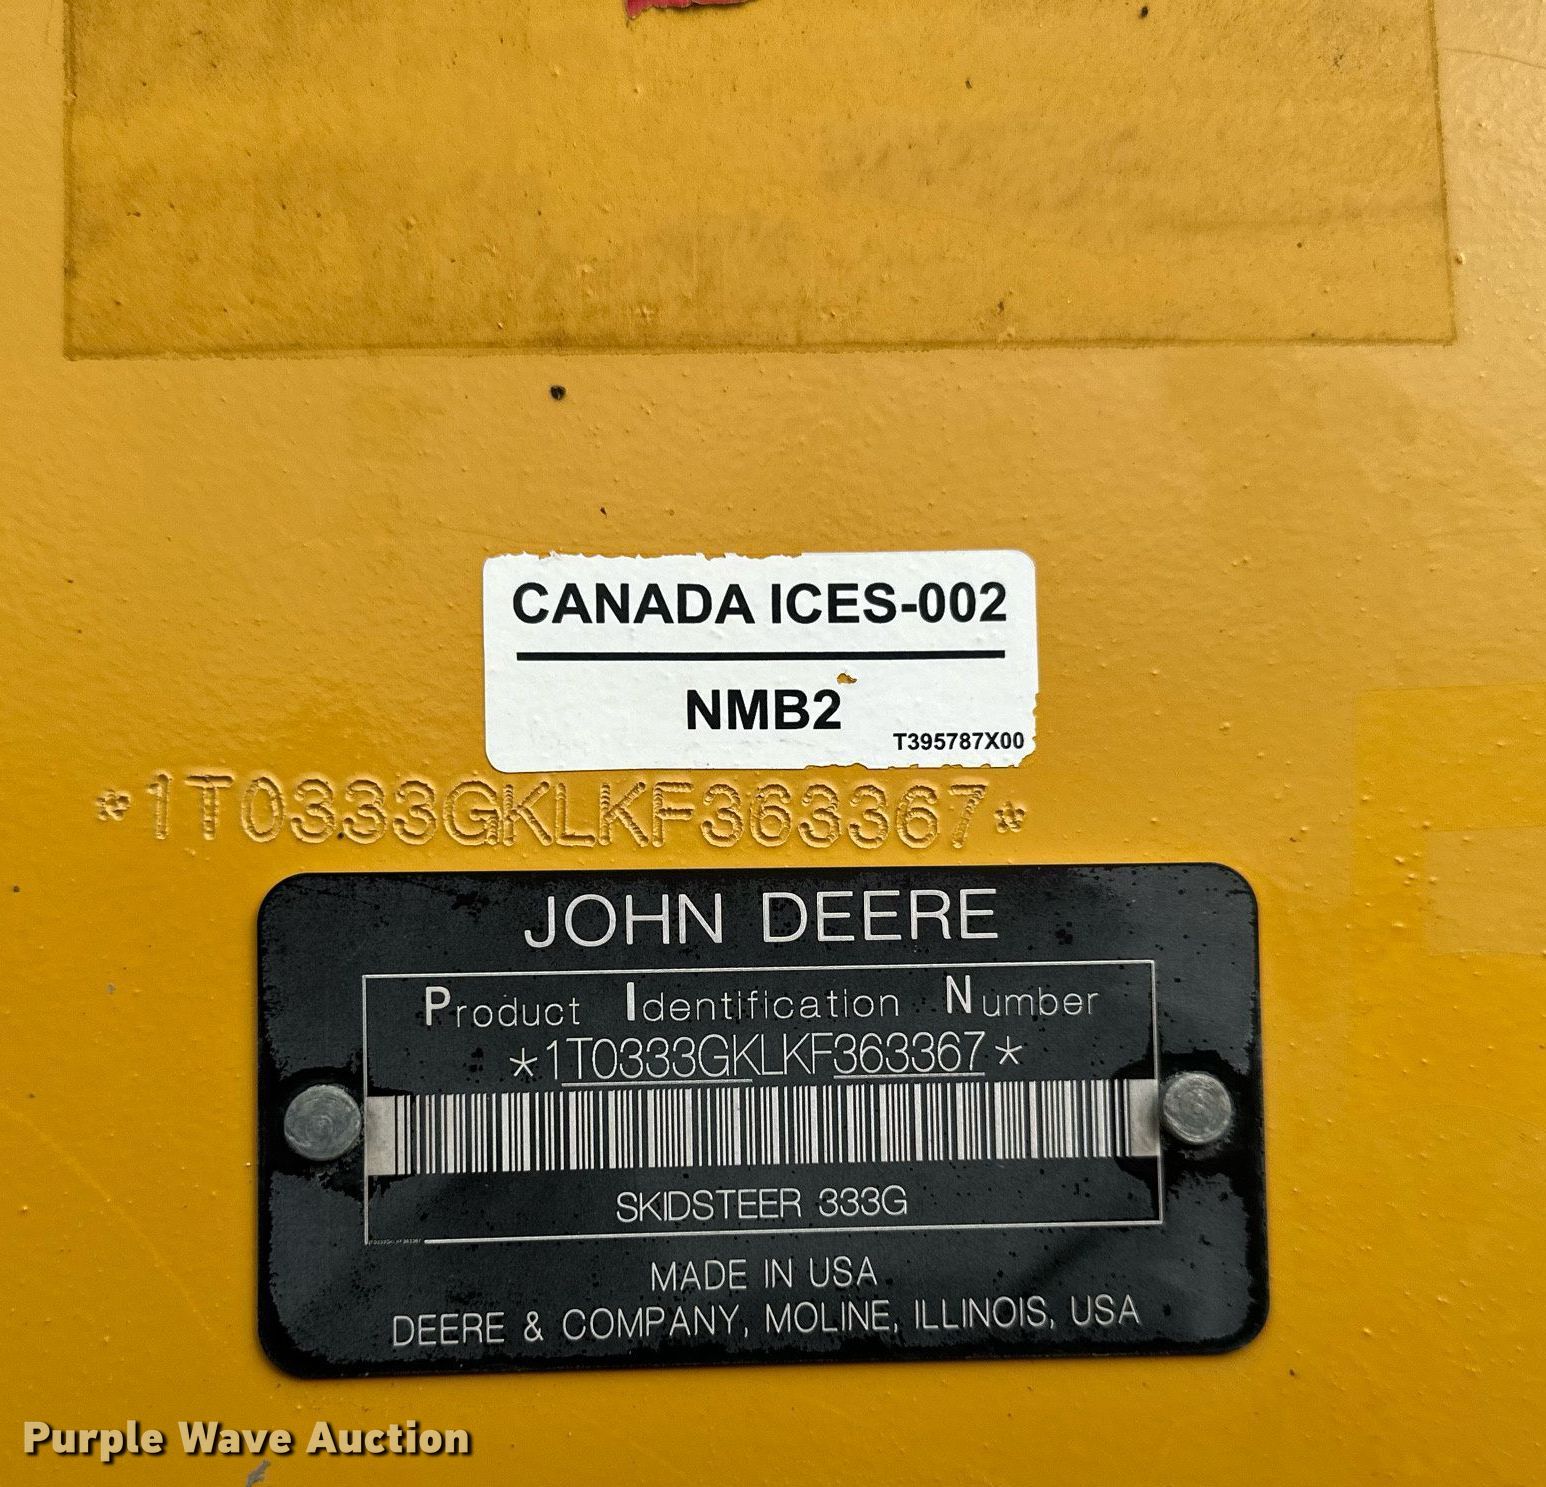 CANADA ICES-002
NMB2
T395787X00
*1T0333GKLKF363367*
JOHN DEERE
Product Identification Number
*1T0333GKLKF363367*
SKIDSTEER 333G
MADE IN USA
DEERE & COMPANY, MOLINE, ILLINOIS, USA
Purple Wave Auction